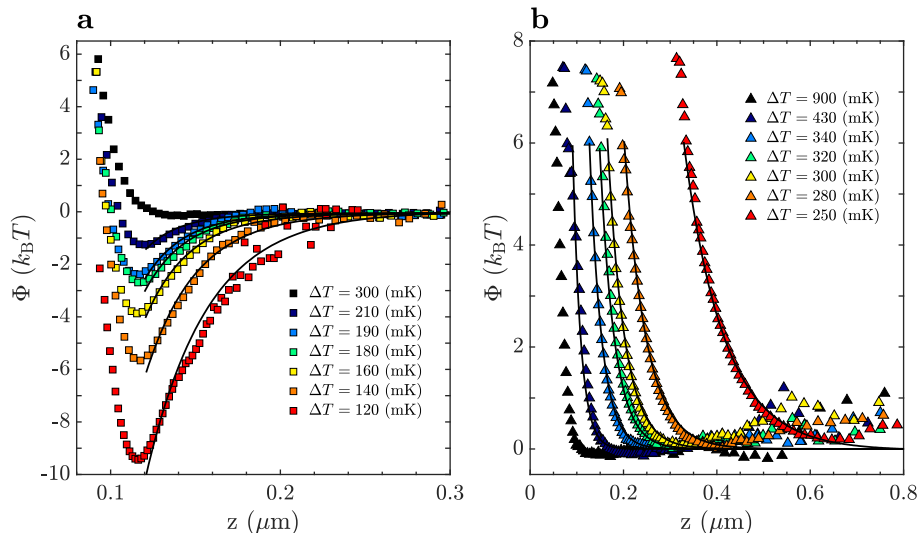 a
6
4
2
0
-2
-4
-6
-8
-10
Φ (k_BT)
0.1
0.2
0.3
z (μm)
ΔT = 300 (mK)
ΔT = 210 (mK)
ΔT = 190 (mK)
ΔT = 180 (mK)
ΔT = 160 (mK)
ΔT = 140 (mK)
ΔT = 120 (mK)
b
8
6
4
2
0
Φ (k_BT)
0
0.2
0.4
0.6
0.8
z (μm)
ΔT = 900 (mK)
ΔT = 430 (mK)
ΔT = 340 (mK)
ΔT = 320 (mK)
ΔT = 300 (mK)
ΔT = 280 (mK)
ΔT = 250 (mK)